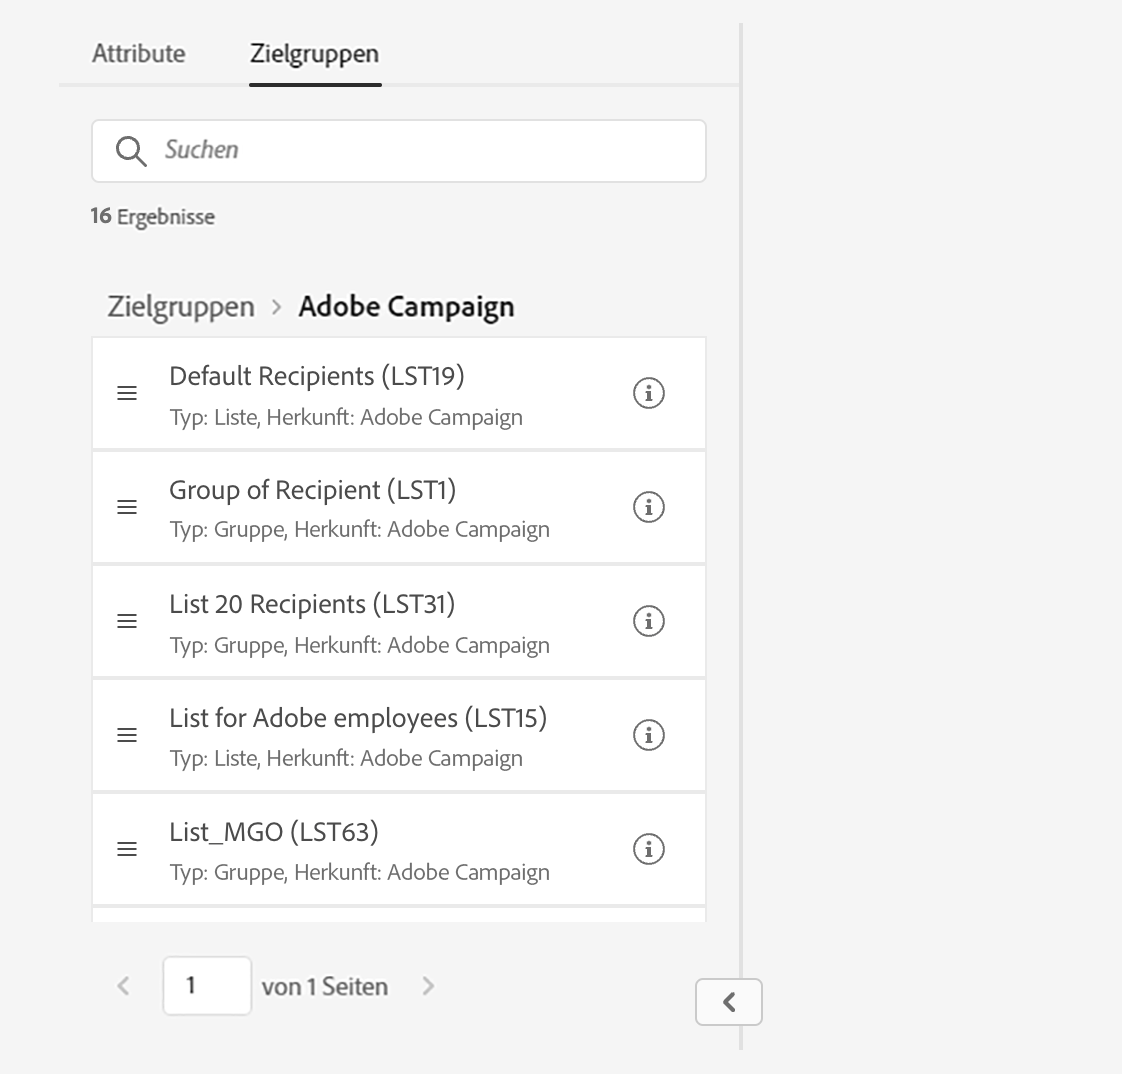 Attribute Zielgruppen
Suchen
16 Ergebnisse
Zielgruppen > Adobe Campaign
Default Recipients (LST19)
Typ: Liste, Herkunft: Adobe Campaign
Group of Recipient (LST1)
Typ: Gruppe, Herkunft: Adobe Campaign
List 20 Recipients (LST31)
Typ: Gruppe, Herkunft: Adobe Campaign
List for Adobe employees (LST15)
Typ: Liste, Herkunft: Adobe Campaign
List_MGO (LST63)
Typ: Gruppe, Herkunft: Adobe Campaign
1 von 1 Seiten